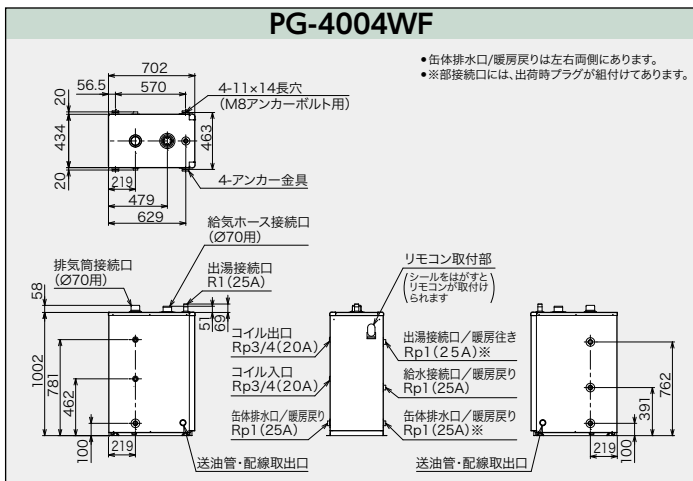 PG-4004WF
•缶体排水口/暖房戻りは左右両側にあります。
•※部接続口には、出荷時プラグが組付けてあります。
702
56.5
570
20
434
20
463
4-11×14長穴
(M8アンカーボルト用)
4-アンカー金具
219
479
629
給気ホース接続口
(Ø70用)
排気筒接続口
(Ø70用)
出湯接続口
R1(25A)
58
51
69
1002
781
462
100
219
送油管・配線取出口
リモコン取付部
(シールをはがすと
リモコンが取付け
られます)
コイル出口
Rp3/4(20A)
コイル入口
Rp3/4(20A)
缶体排水口/暖房戻り
Rp1(25A)
出湯接続口/暖房往き
Rp1(25A)※
給水接続口/暖房戻り
Rp1(25A)
缶体排水口/暖房戻り
Rp1(25A)※
762
391
100
219
送油管・配線取出口